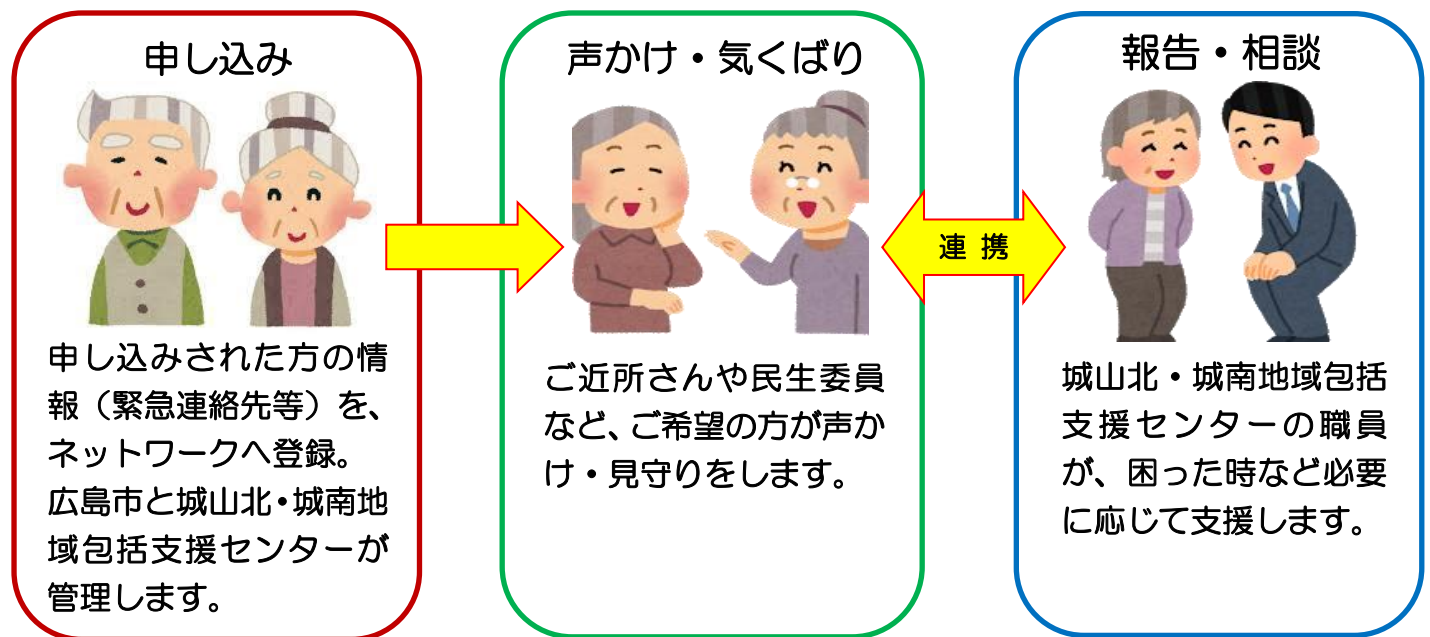 申し込み
申し込みされた方の情
報（緊急連絡先等）を、
ネットワークへ登録。
広島市と城山北・城南地
域包括支援センターが
管理します。
声かけ・気くばり
ご近所さんや民生委員
など、ご希望の方が声か
け・見守りをします。
連 携
報告・相談
城山北・城南地域包括
支援センターの職員
が、困った時など必要
に応じて支援します。